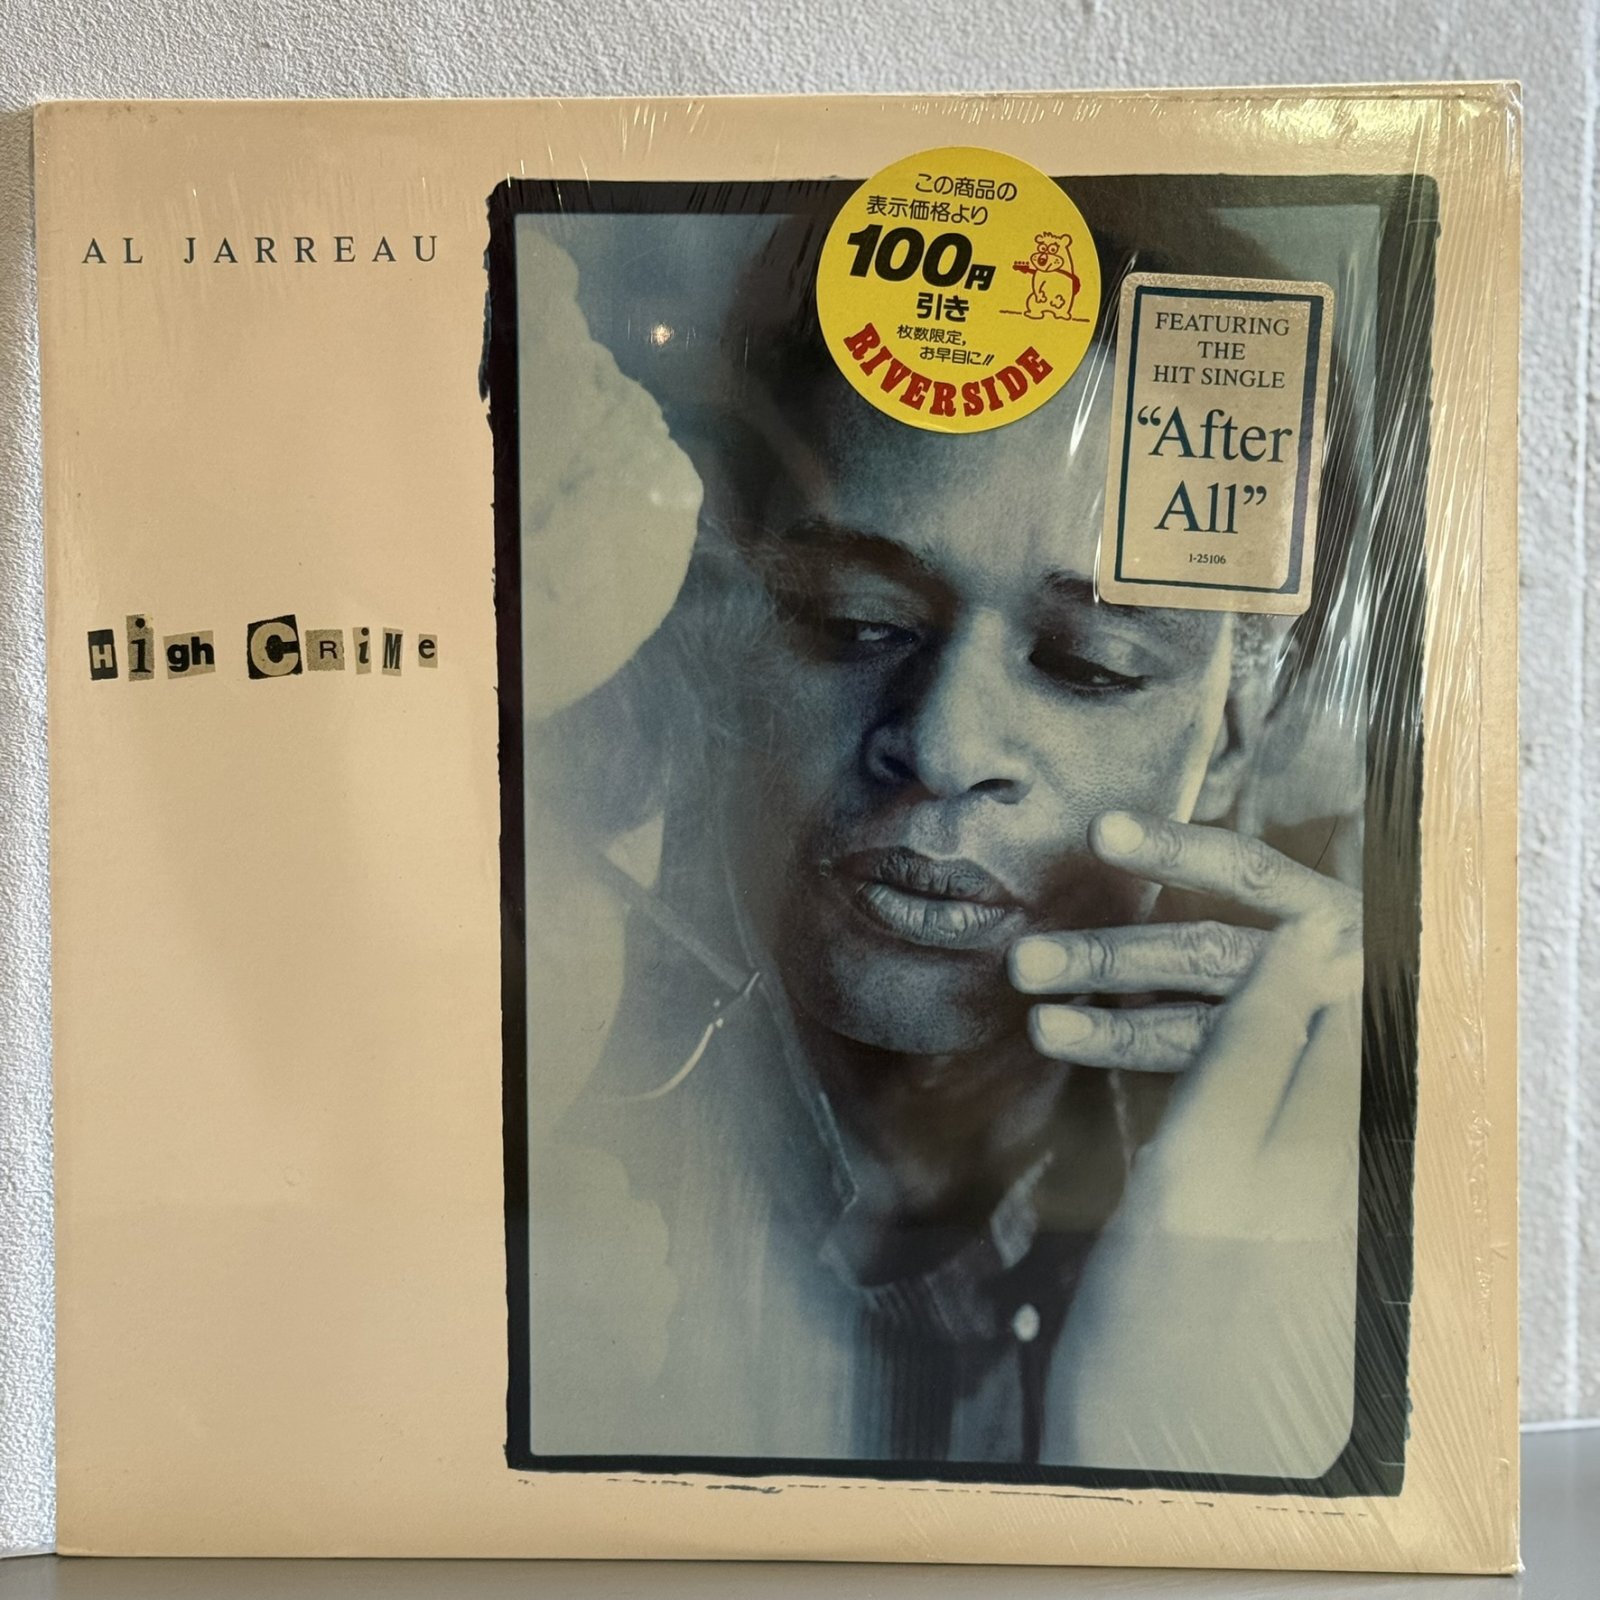 AL JARREAU
High CRiMe
この商品の
表示価格より
100円
引き
枚数限定,
お早目に!!
RIVERSIDE
FEATURING
THE
HIT SINGLE
“After
All”
1-25106